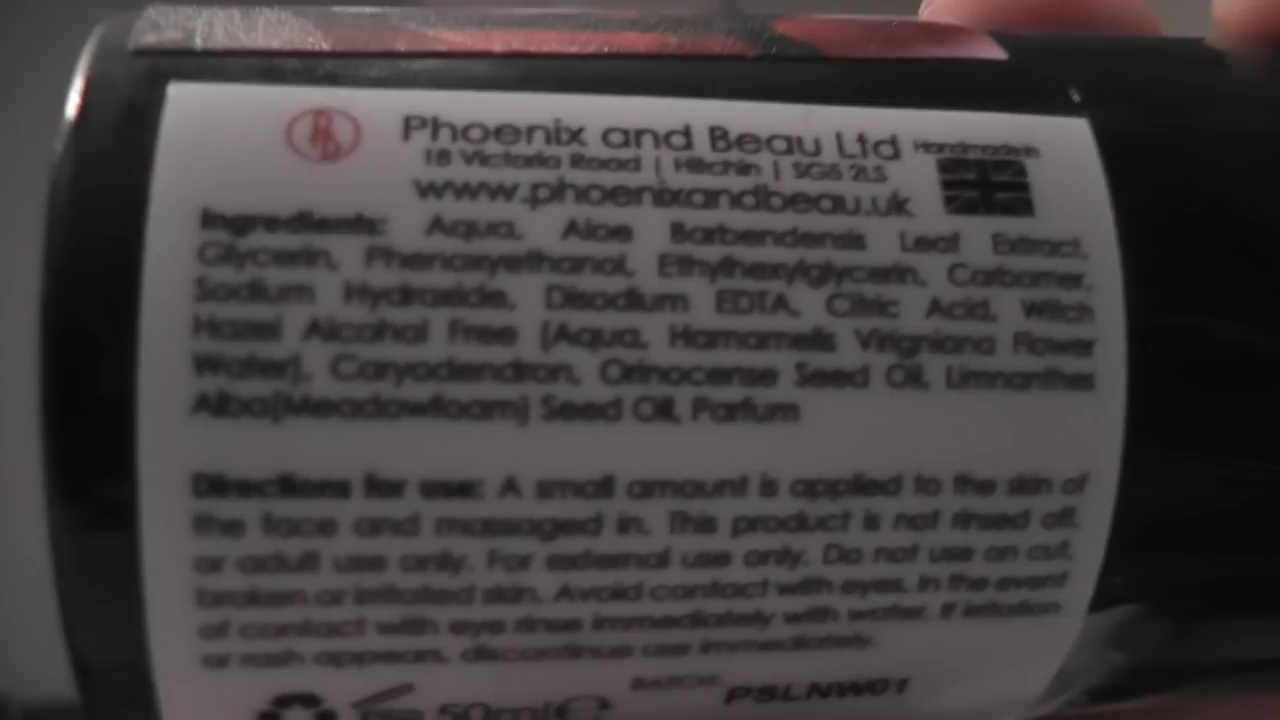 Phoenix and Beau Ltd
Handmade in
18 Victoria Road | Hitchin | SG5 2LS
www.phoenixandbeau.uk
Ingredients: Aqua, Aloe Barbendensis Leaf Extract,
Glycerin, Phenoxyethanol, Ethylhexylglycerin, Carbomer,
Sodium Hydroxide, Disodium EDTA, Citric Acid, Witch
Hazel Alcohol Free (Aqua, Hamamelis Virigniana Flower
Water), Caryodendron, Orinocense Seed Oil, Limnanthes
Alba(Meadowfoam) Seed Oil, Parfum
Directions for use: A small amount is applied to the skin of
the face and massaged in. This product is not rinsed off.
or adult use only. For external use only. Do not use on cut,
broken or irritated skin. Avoid contact with eyes. In the event
of contact with eye rinse immediately with water. If irritation
or rash appears, discontinue use immediately.
BATCH: PSLNW01
50ml e